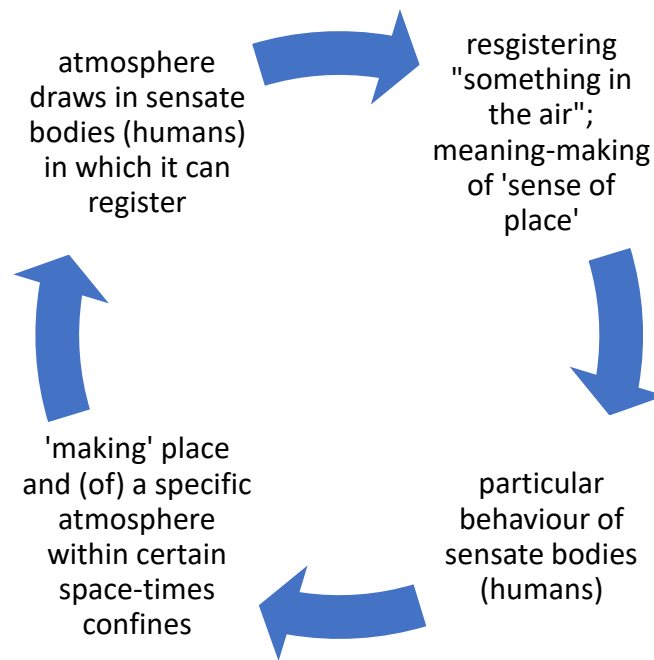 atmosphere
draws in sensate
bodies (humans)
in which it can
register
resgistering
"something in
the air";
meaning-making
of 'sense of
place'
particular
behaviour of
sensate bodies
(humans)
'making' place
and (of) a specific
atmosphere
within certain
space-times
confines